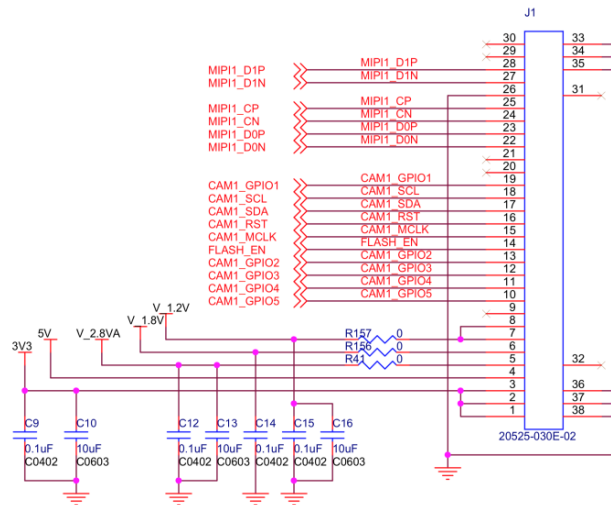 J1
30 33
29 34
MIPI1_D1P MIPI1_D1P 28 35
MIPI1_D1N MIPI1_D1N 27
26 31
MIPI1_CP MIPI1_CP 25
MIPI1_CN MIPI1_CN 24
MIPI1_D0P MIPI1_D0P 23
MIPI1_D0N MIPI1_D0N 22
21
20
CAM1_GPIO1 CAM1_GPIO1 19
CAM1_SCL CAM1_SCL 18
CAM1_SDA CAM1_SDA 17
CAM1_RST CAM1_RST 16
CAM1_MCLK CAM1_MCLK 15
FLASH_EN FLASH_EN 14
CAM1_GPIO2 CAM1_GPIO2 13
CAM1_GPIO3 CAM1_GPIO3 12
CAM1_GPIO4 CAM1_GPIO4 11
CAM1_GPIO5 CAM1_GPIO5 10
V_1.2V 9
V_1.8V 8
5V V_2.8VA R157 0 7
3V3 R156 0 6
R41 0 5 32
4
3 36
2 37
1 38
C9 C10 C12 C13 C14 C15 C16 20525-030E-02
0.1uF 10uF 0.1uF 10uF 0.1uF 0.1uF 10uF
C0402 C0603 C0402 C0603 C0402 C0402 C0603